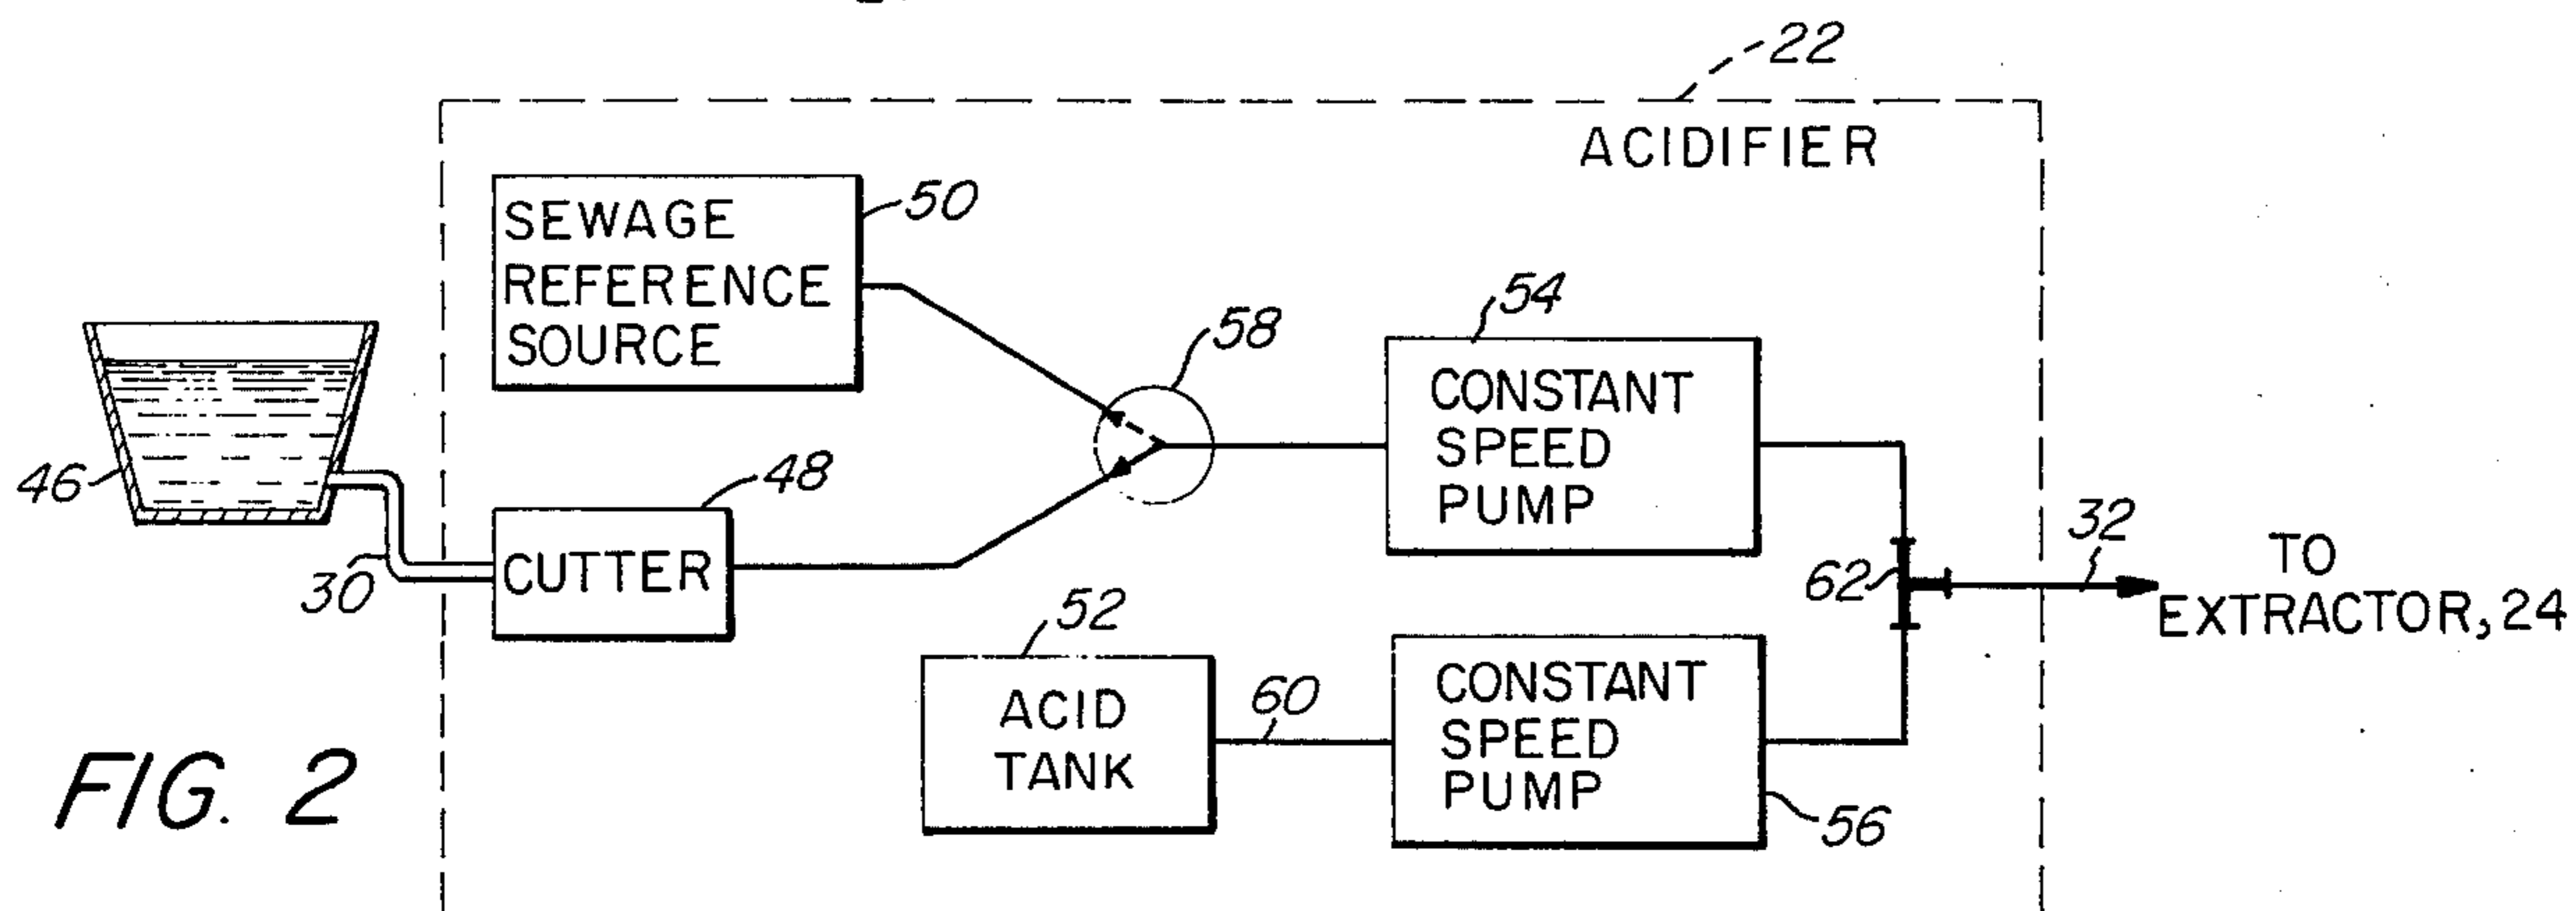 22
ACIDIFIER
SEWAGE
REFERENCE
SOURCE
50
54
58
CONSTANT
SPEED
PUMP
46
48
30
CUTTER
62
32
TO
EXTRACTOR, 24
52
ACID
TANK
60
CONSTANT
SPEED
PUMP
56
FIG. 2